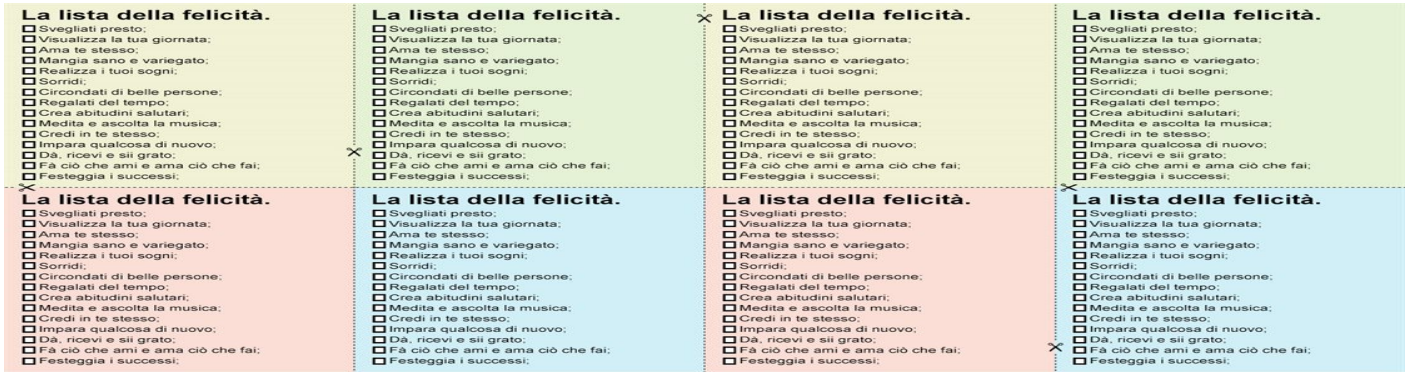 La lista della felicità.
Svegliati presto;
Visualizza la tua giornata;
Ama te stesso;
Mangia sano e variegato;
Realizza i tuoi sogni;
Sorridi;
Circondati di belle persone;
Regalati del tempo;
Crea abitudini salutari;
Medita e ascolta la musica;
Credi in te stesso;
Impara qualcosa di nuovo;
Dà, ricevi e sii grato;
Fà ciò che ami e ama ciò che fai;
Festeggia i successi;
La lista della felicità.
Svegliati presto;
Visualizza la tua giornata;
Ama te stesso;
Mangia sano e variegato;
Realizza i tuoi sogni;
Sorridi;
Circondati di belle persone;
Regalati del tempo;
Crea abitudini salutari;
Medita e ascolta la musica;
Credi in te stesso;
Impara qualcosa di nuovo;
Dà, ricevi e sii grato;
Fà ciò che ami e ama ciò che fai;
Festeggia i successi;
La lista della felicità.
Svegliati presto;
Visualizza la tua giornata;
Ama te stesso;
Mangia sano e variegato;
Realizza i tuoi sogni;
Sorridi;
Circondati di belle persone;
Regalati del tempo;
Crea abitudini salutari;
Medita e ascolta la musica;
Credi in te stesso;
Impara qualcosa di nuovo;
Dà, ricevi e sii grato;
Fà ciò che ami e ama ciò che fai;
Festeggia i successi;
La lista della felicità.
Svegliati presto;
Visualizza la tua giornata;
Ama te stesso;
Mangia sano e variegato;
Realizza i tuoi sogni;
Sorridi;
Circondati di belle persone;
Regalati del tempo;
Crea abitudini salutari;
Medita e ascolta la musica;
Credi in te stesso;
Impara qualcosa di nuovo;
Dà, ricevi e sii grato;
Fà ciò che ami e ama ciò che fai;
Festeggia i successi;
La lista della felicità.
Svegliati presto;
Visualizza la tua giornata;
Ama te stesso;
Mangia sano e variegato;
Realizza i tuoi sogni;
Sorridi;
Circondati di belle persone;
Regalati del tempo;
Crea abitudini salutari;
Medita e ascolta la musica;
Credi in te stesso;
Impara qualcosa di nuovo;
Dà, ricevi e sii grato;
Fà ciò che ami e ama ciò che fai;
Festeggia i successi;
La lista della felicità.
Svegliati presto;
Visualizza la tua giornata;
Ama te stesso;
Mangia sano e variegato;
Realizza i tuoi sogni;
Sorridi;
Circondati di belle persone;
Regalati del tempo;
Crea abitudini salutari;
Medita e ascolta la musica;
Credi in te stesso;
Impara qualcosa di nuovo;
Dà, ricevi e sii grato;
Fà ciò che ami e ama ciò che fai;
Festeggia i successi;
La lista della felicità.
Svegliati presto;
Visualizza la tua giornata;
Ama te stesso;
Mangia sano e variegato;
Realizza i tuoi sogni;
Sorridi;
Circondati di belle persone;
Regalati del tempo;
Crea abitudini salutari;
Medita e ascolta la musica;
Credi in te stesso;
Impara qualcosa di nuovo;
Dà, ricevi e sii grato;
Fà ciò che ami e ama ciò che fai;
Festeggia i successi;
La lista della felicità.
Svegliati presto;
Visualizza la tua giornata;
Ama te stesso;
Mangia sano e variegato;
Realizza i tuoi sogni;
Sorridi;
Circondati di belle persone;
Regalati del tempo;
Crea abitudini salutari;
Medita e ascolta la musica;
Credi in te stesso;
Impara qualcosa di nuovo;
Dà, ricevi e sii grato;
Fà ciò che ami e ama ciò che fai;
Festeggia i successi;